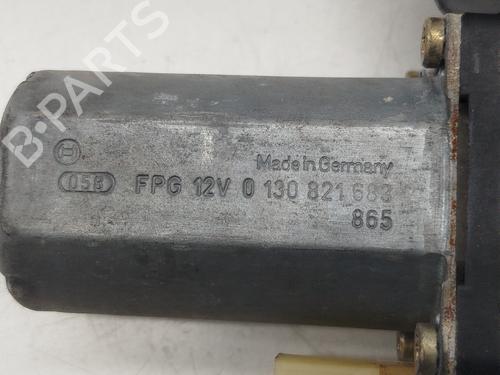 B-PARTS
Made in Germany
058 FPG 12V 0 130 821 683
865